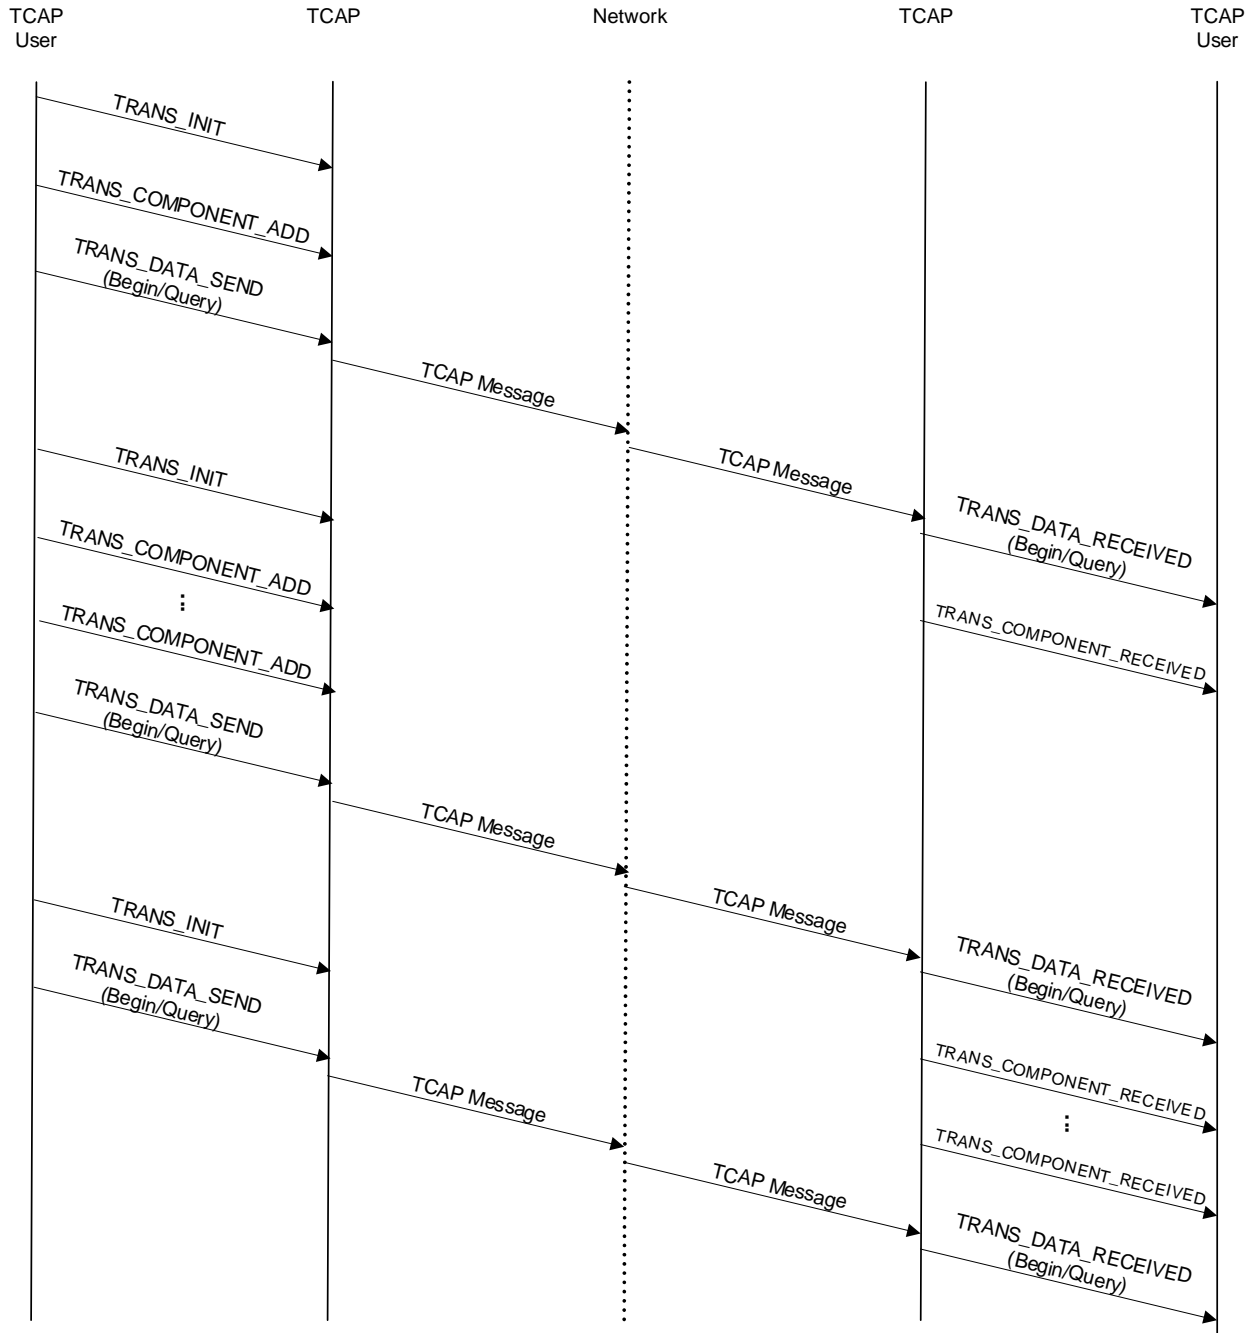 TCAP
User
TCAP
Network
TCAP
TCAP
User
TRANS_INIT
TRANS_COMPONENT_ADD
TRANS_DATA_SEND
(Begin/Query)
TCAP Message
TRANS_INIT
TCAP Message
TRANS_DATA_RECEIVED
(Begin/Query)
TRANS_COMPONENT_ADD
...
TRANS_COMPONENT_ADD
TRANS_COMPONENT_RECEIVED
TRANS_DATA_SEND
(Begin/Query)
TCAP Message
TCAP Message
TRANS_INIT
TRANS_DATA_RECEIVED
(Begin/Query)
TRANS_DATA_SEND
(Begin/Query)
TRANS_COMPONENT_RECEIVED
...
TCAP Message
TRANS_COMPONENT_RECEIVED
TCAP Message
TRANS_DATA_RECEIVED
(Begin/Query)